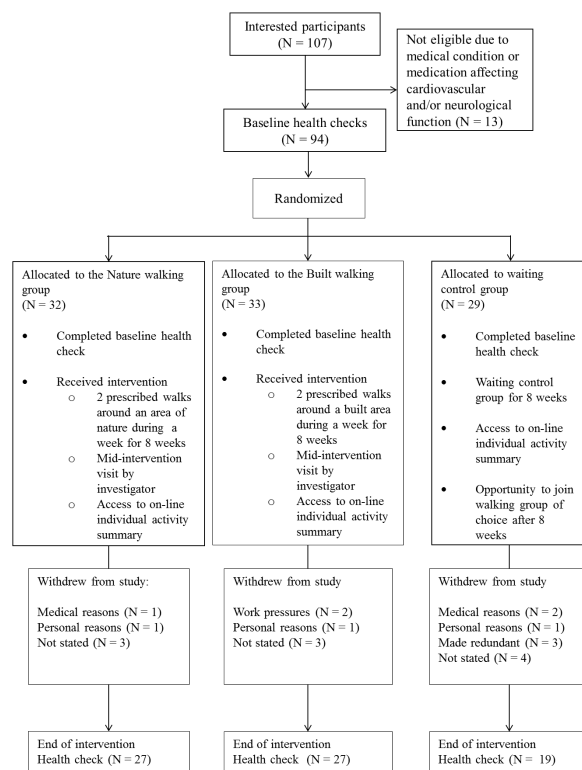 Interested participants
(N = 107)
Not eligible due to
medical condition or
medication affecting
cardiovascular
and/or neurological
function (N = 13)
Baseline health checks
(N = 94)
Randomized
Allocated to the Nature walking
group
(N = 32)
• Completed baseline health
check
• Received intervention
o 2 prescribed walks
around an area of
nature during a
week for 8 weeks
o Mid-intervention
visit by
investigator
o Access to on-line
individual activity
summary
Allocated to the Built walking
group
(N = 33)
• Completed baseline health
check
• Received intervention
o 2 prescribed walks
around a built area
during a week for
8 weeks
o Mid-intervention
visit by
investigator
o Access to on-line
individual activity
summary
Allocated to waiting
control group
(N = 29)
• Completed baseline
health check
• Waiting control
group for 8 weeks
• Access to on-line
individual activity
summary
• Opportunity to join
walking group of
choice after 8
weeks
Withdrew from study:
Medical reasons (N = 1)
Personal reasons (N = 1)
Not stated (N = 3)
Withdrew from study
Work pressures (N = 2)
Personal reasons (N = 1)
Not stated (N = 3)
Withdrew from study
Medical reasons (N = 2)
Personal reasons (N = 1)
Made redundant (N = 3)
Not stated (N = 4)
End of intervention
Health check (N = 27)
End of intervention
Health check (N = 27)
End of intervention
Health check (N = 19)